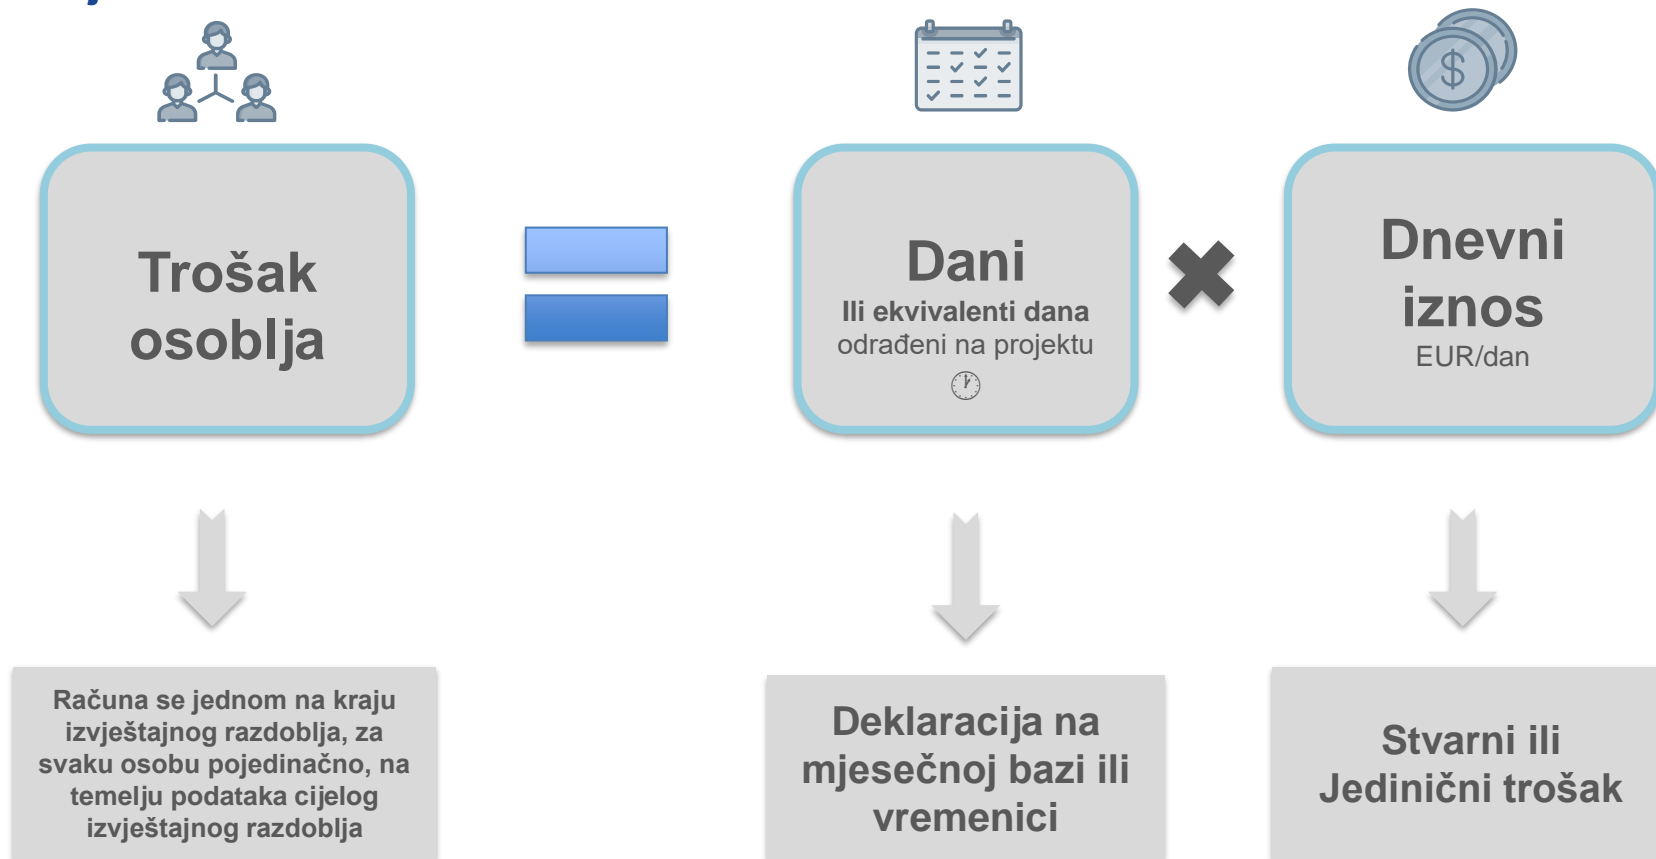 Trošak
osoblja
Dani
Ili ekvivalenti dana
odrađeni na projektu
Dnevni
iznos
EUR/dan
Računa se jednom na kraju
izvještajnog razdoblja, za
svaku osobu pojedinačno, na
temelju podataka cijelog
izvještajnog razdoblja
Deklaracija na
mjesečnoj bazi ili
vremenici
Stvarni ili
Jedinični trošak